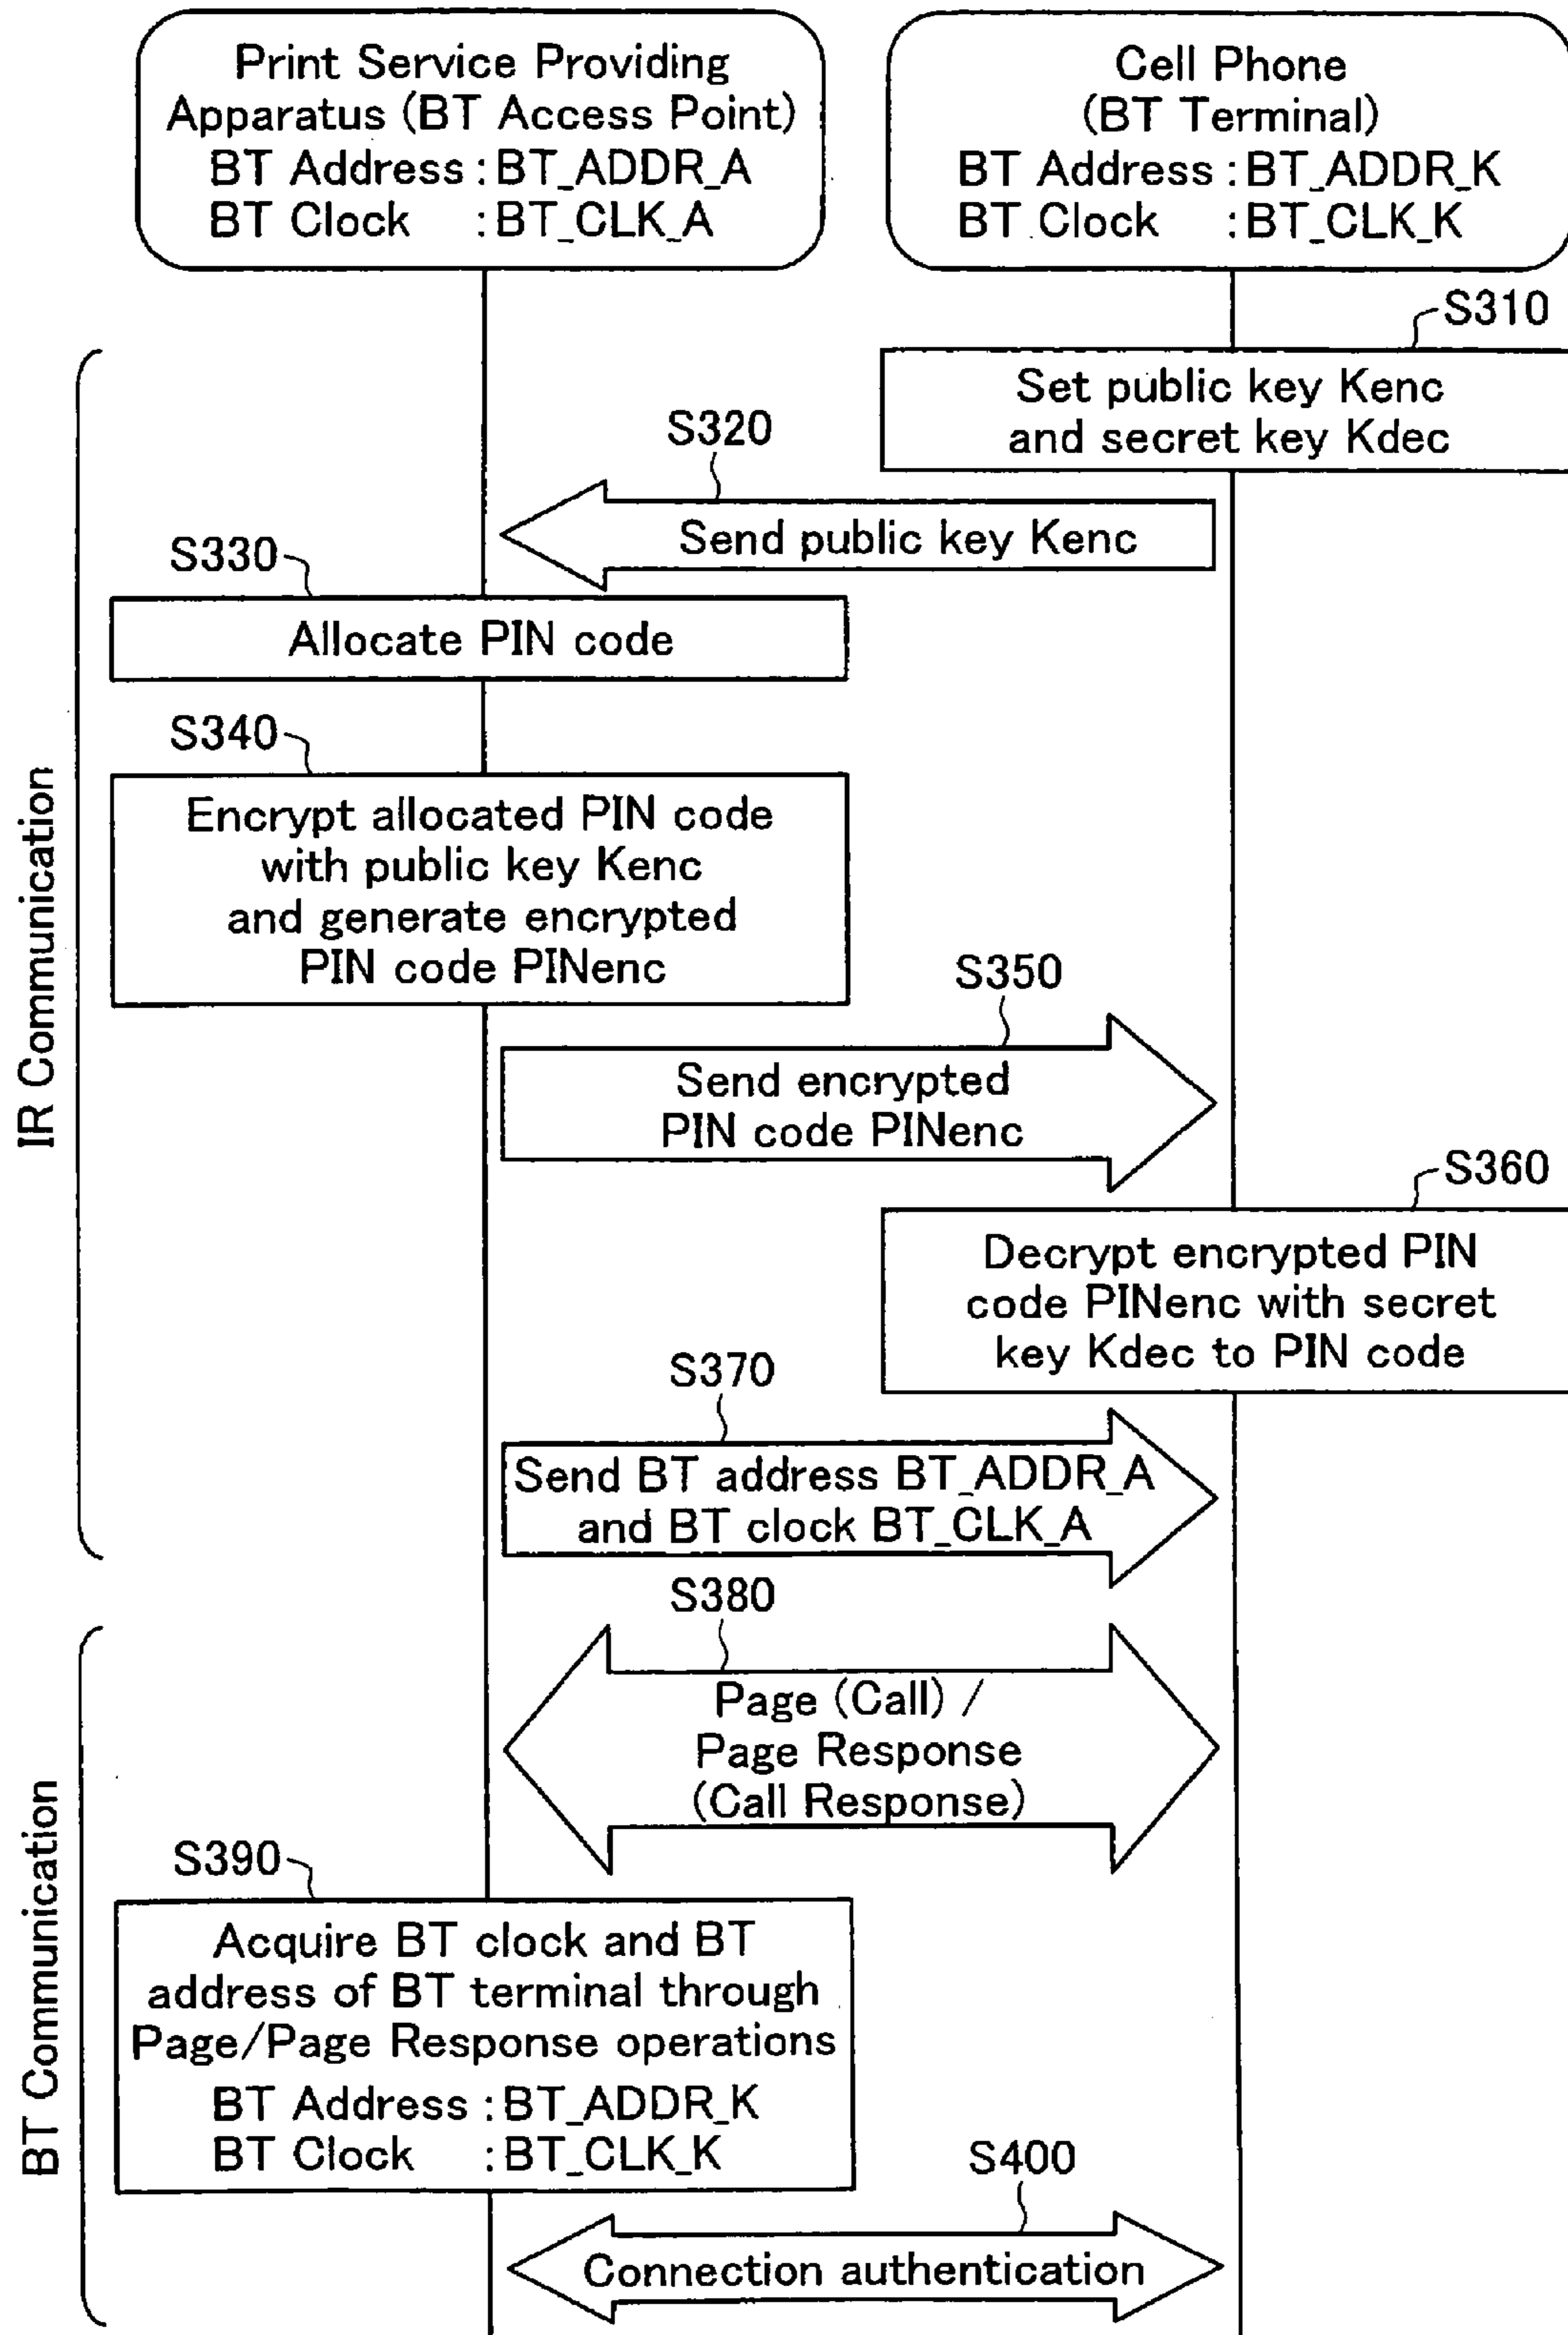 Print Service Providing
Apparatus (BT Access Point)
BT Address : BT_ADDR_A
BT Clock : BT_CLK_A
Cell Phone
(BT Terminal)
BT Address : BT_ADDR_K
BT Clock : BT_CLK_K
IR Communication
S310
Set public key Kenc
and secret key Kdec
S320
Send public key Kenc
S330
Allocate PIN code
S340
Encrypt allocated PIN code
with public key Kenc
and generate encrypted
PIN code PINenc
S350
Send encrypted
PIN code PINenc
S360
Decrypt encrypted PIN
code PINenc with secret
key Kdec to PIN code
S370
Send BT address BT_ADDR_A
and BT clock BT_CLK_A
BT Communication
S380
Page (Call) /
Page Response
(Call Response)
S390
Acquire BT clock and BT
address of BT terminal through
Page/Page Response operations
BT Address : BT_ADDR_K
BT Clock : BT_CLK_K
S400
Connection authentication